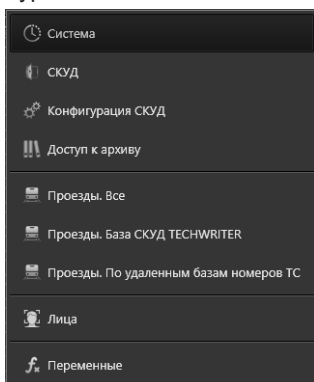 Система
СКУД
Конфигурация СКУД
Доступ к архиву
Проезды. Все
Проезды. База СКУД TECHWRITER
Проезды. По удаленным базам номеров ТС
Лица
Переменные